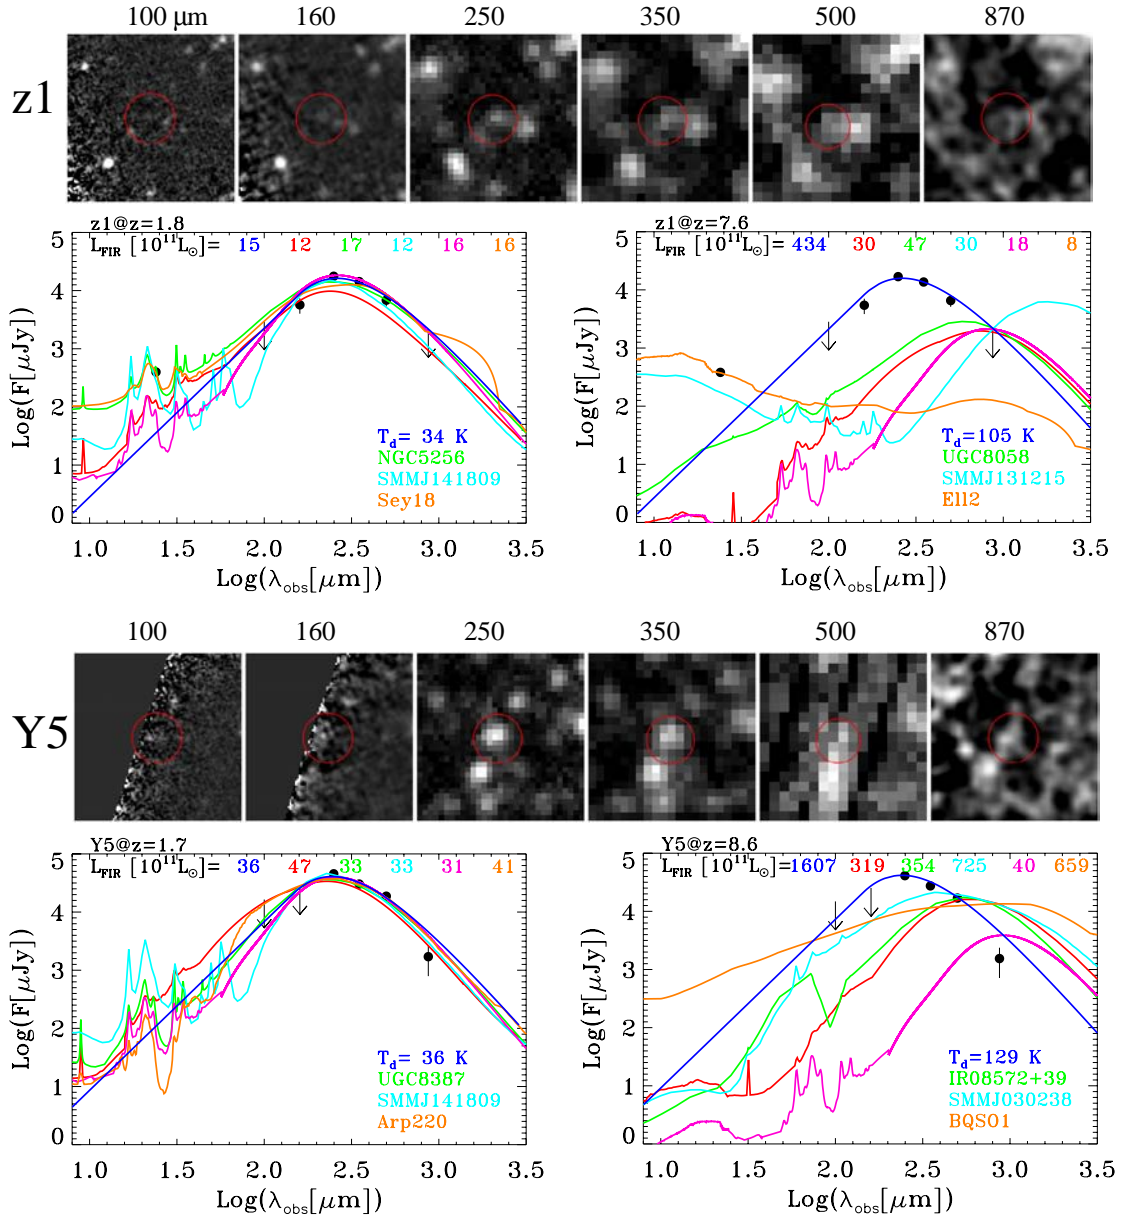 100 μm 160 250 350 500 870
z1
z1@z=1.8
L_FIR [10^11 L_⊙]= 15 12 17 12 16 16
5
4
3
2
1
0
Log(F[μJy])
T_d= 34 K
NGC5256
SMMJ141809
Sey18
1.0 1.5 2.0 2.5 3.0 3.5
Log(λ_obs[μm])
z1@z=7.6
L_FIR [10^11 L_⊙]= 434 30 47 30 18 8
5
4
3
2
1
0
Log(F[μJy])
T_d=105 K
UGC8058
SMMJ131215
Ell2
1.0 1.5 2.0 2.5 3.0 3.5
Log(λ_obs[μm])
100 160 250 350 500 870
Y5
Y5@z=1.7
L_FIR [10^11 L_⊙]= 36 47 33 33 31 41
5
4
3
2
1
0
Log(F[μJy])
T_d= 36 K
UGC8387
SMMJ141809
Arp220
1.0 1.5 2.0 2.5 3.0 3.5
Log(λ_obs[μm])
Y5@z=8.6
L_FIR [10^11 L_⊙]=1607 319 354 725 40 659
5
4
3
2
1
0
Log(F[μJy])
T_d=129 K
IR08572+39
SMMJ030238
BQSO1
1.0 1.5 2.0 2.5 3.0 3.5
Log(λ_obs[μm])